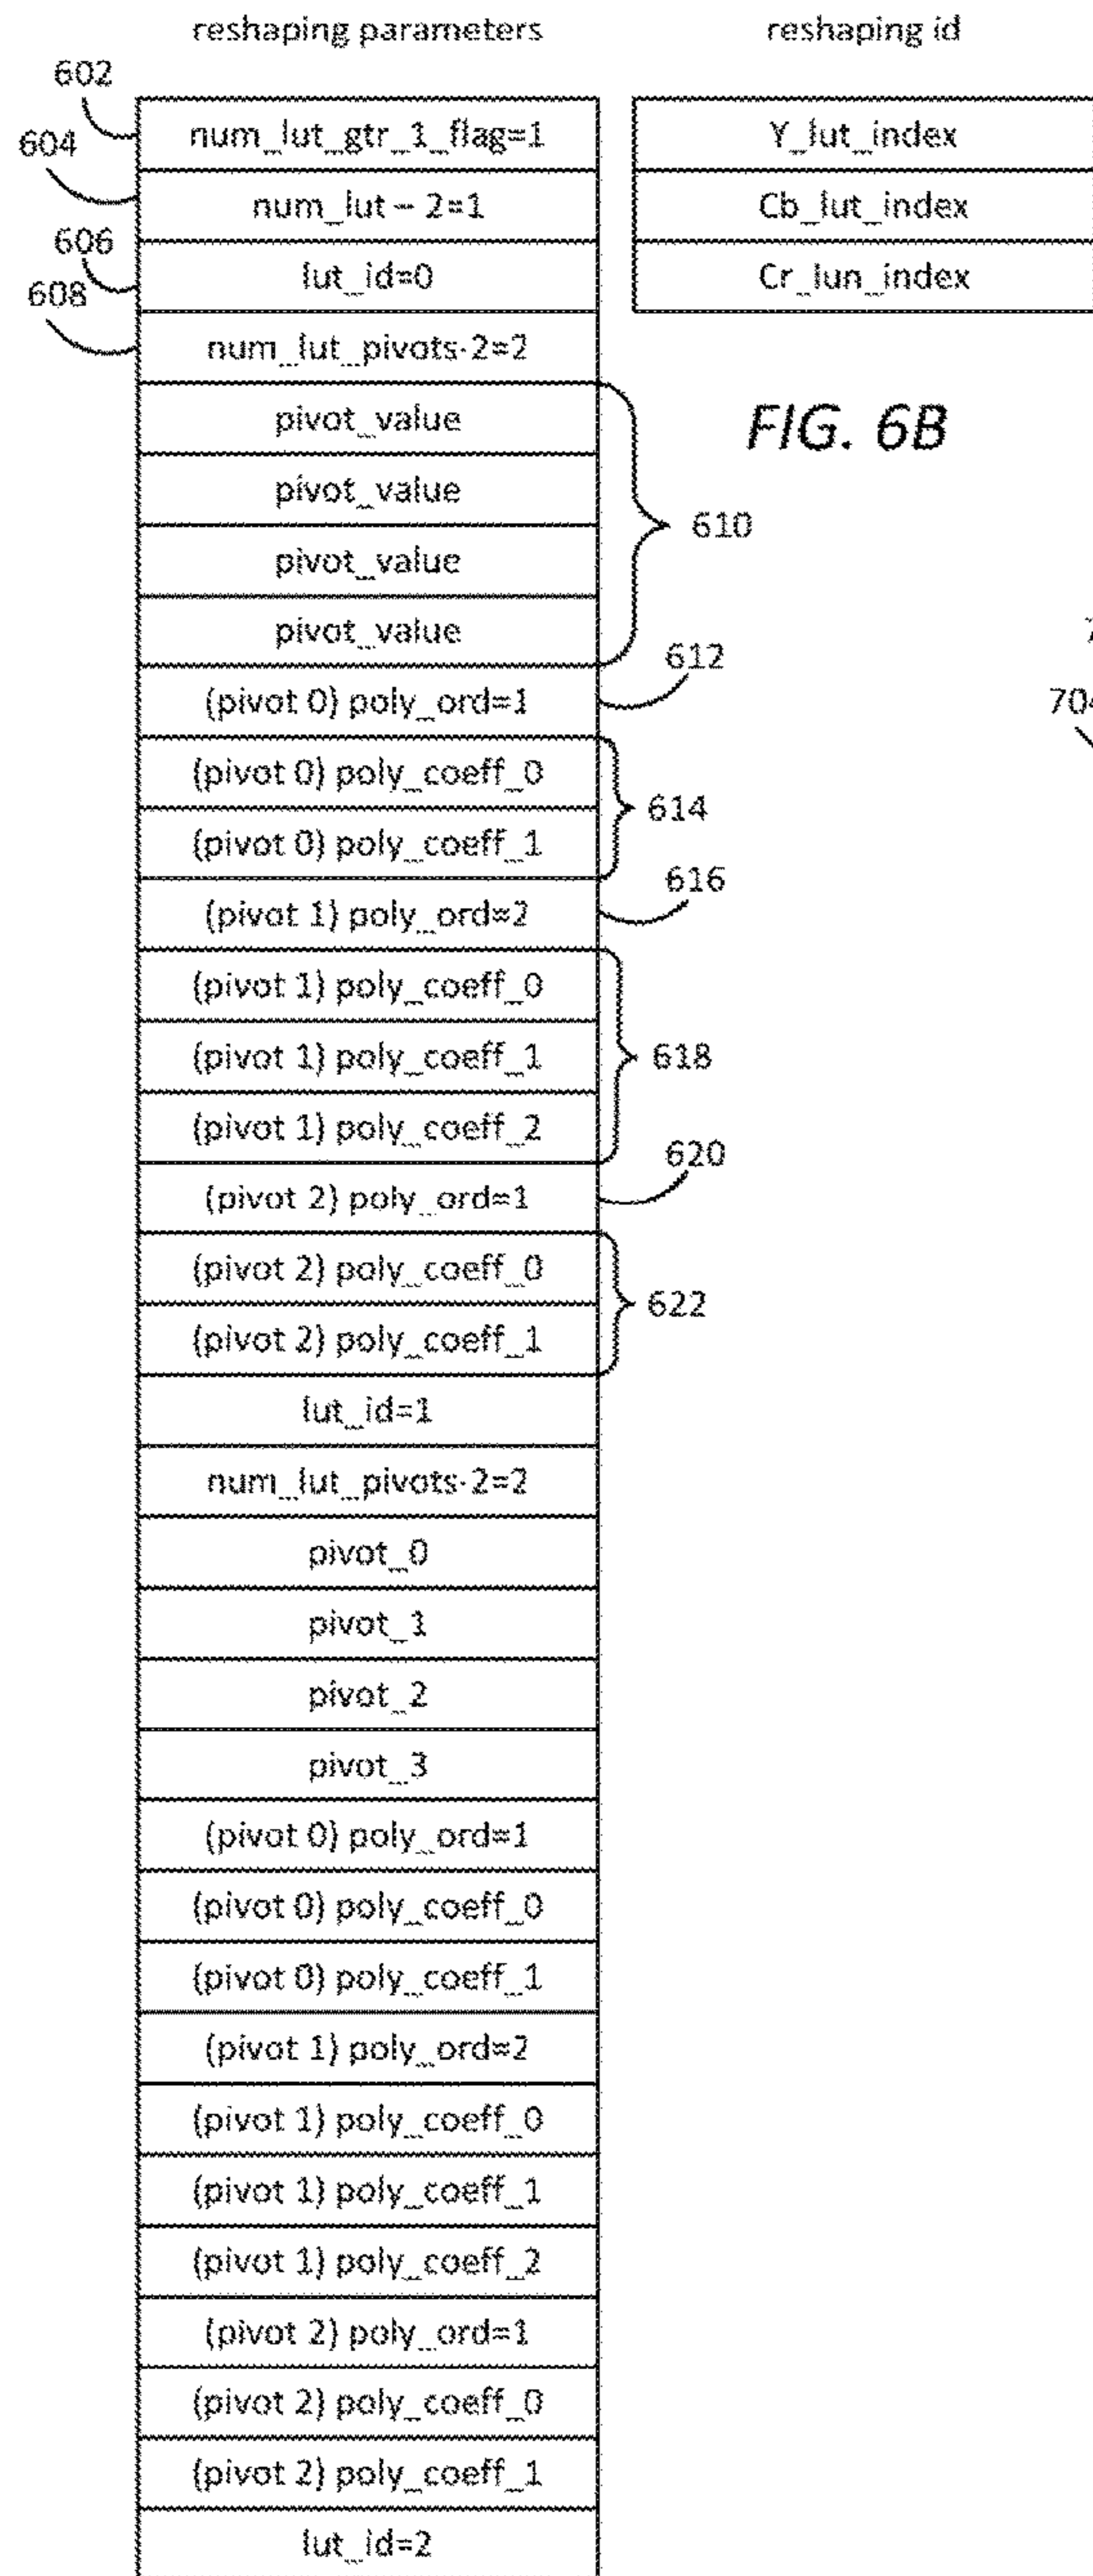 reshaping parameters
reshaping id
602
604
606
608
num_lut_gtr_1_flag=1
num_lut – 2=1
lut_id=0
num_lut_pivots-2=2
pivot_value
pivot_value
pivot_value
pivot_value
610
(pivot 0) poly_ord=1
612
(pivot 0) poly_coeff_0
(pivot 0) poly_coeff_1
614
(pivot 1) poly_ord=2
616
(pivot 1) poly_coeff_0
(pivot 1) poly_coeff_1
(pivot 1) poly_coeff_2
618
(pivot 2) poly_ord=1
620
(pivot 2) poly_coeff_0
(pivot 2) poly_coeff_1
622
lut_id=1
num_lut_pivots-2=2
pivot_0
pivot_1
pivot_2
pivot_3
(pivot 0) poly_ord=1
(pivot 0) poly_coeff_0
(pivot 0) poly_coeff_1
(pivot 1) poly_ord=2
(pivot 1) poly_coeff_0
(pivot 1) poly_coeff_1
(pivot 1) poly_coeff_2
(pivot 2) poly_ord=1
(pivot 2) poly_coeff_0
(pivot 2) poly_coeff_1
lut_id=2
Y_lut_index
Cb_lut_index
Cr_lun_index
FIG. 6B
704